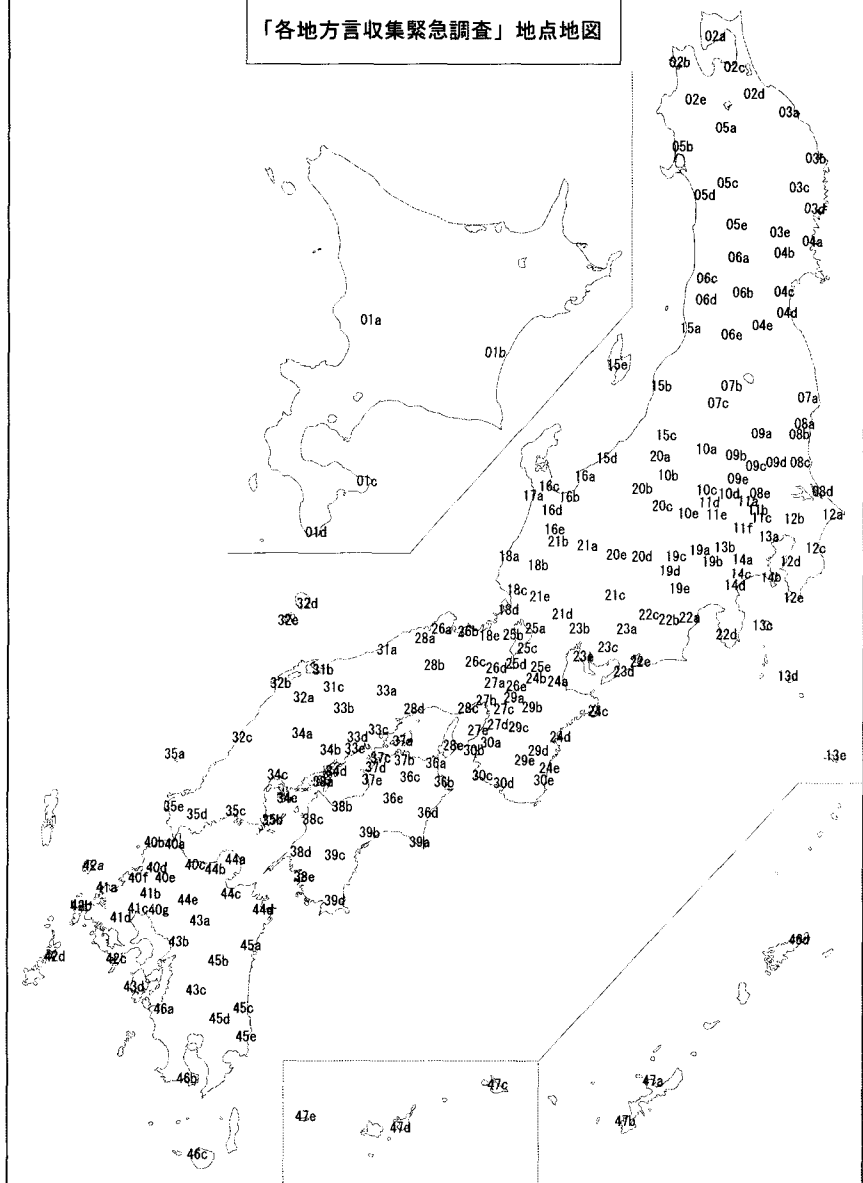 「各地方言収集緊急調査」地点地図
02a
02b
02c
02d
02e
03a
05a
05b
03b
05c
03c
05d
03d
05e
03e
04a
04b
06a
06c
06b
04c
06d
04d
04e
15a
06e
01a
01b
01c
01d
15e
15b
07b
07c
07a
08a
15c
09a
08b
10a
09b
15d
20a
09c
09d
08c
16a
10b
09e
16c
17a
16b
20b
10c
10d
08e
08d
11d
11a
16d
20c
10e
11e
11b
11c
12b
12a
16e
11f
13a
21b
21a
19a
13b
12c
18a
20e
20d
19c
19b
14a
12d
18b
19d
14c
14b
14d
18c
21e
21c
19e
12e
18d
21d
22c
22b
22a
13c
26a
26b
18e
25b
25a
23b
23a
22d
28a
25c
23c
32d
32e
31a
28b
26c
26d
25d
25e
23e
22e
23d
13d
31b
32b
31c
33a
27a
26e
24b
24a
32a
33b
28d
28c
27b
29a
27c
29b
24c
32c
34a
33d
33c
37a
27e
27d
29c
24d
35a
34b
33e
28e
30b
30a
29d
13e
37c
37b
36a
29e
24e
34c
34d
37d
37e
36c
36b
30c
30d
30e
34e
38b
36e
35e
35d
35c
35b
38c
36d
40b
40a
39b
39a
38d
39c
42a
40d
40c
44b
44a
41a
40f
40e
38e
41b
44e
44c
39d
41c
40g
44d
41d
43a
43b
45a
42d
42c
45b
43d
43c
46a
45c
45d
45e
46b
46c
47a
47b
47c
47d
47e